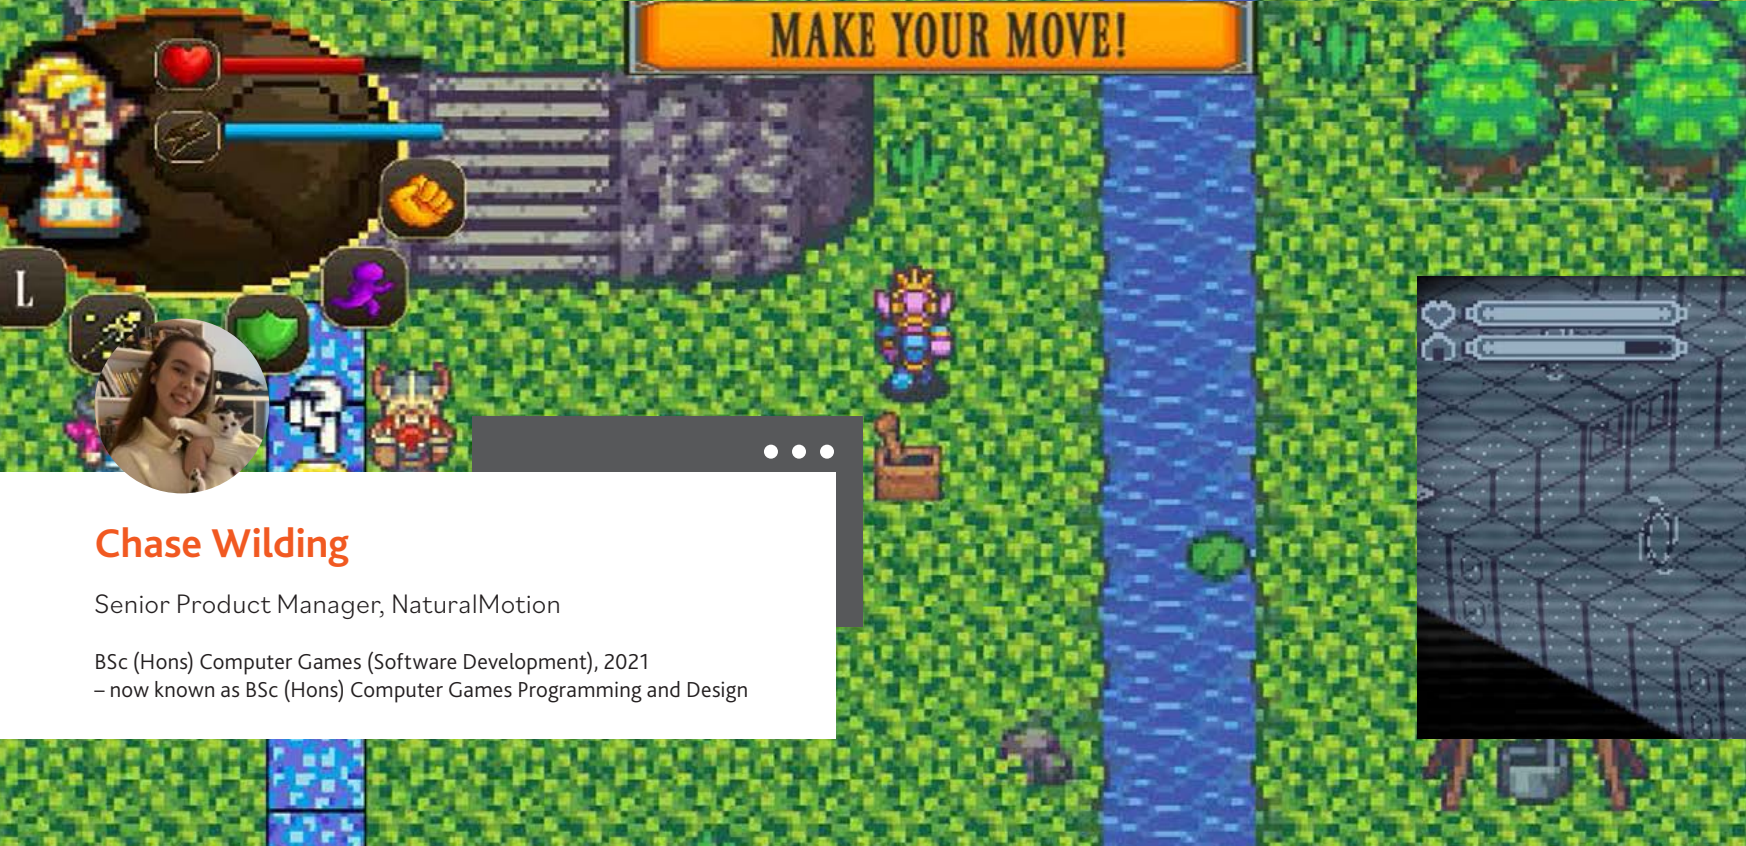 MAKE YOUR MOVE!
L
Chase Wilding
Senior Product Manager, NaturalMotion
BSc (Hons) Computer Games (Software Development), 2021
– now known as BSc (Hons) Computer Games Programming and Design